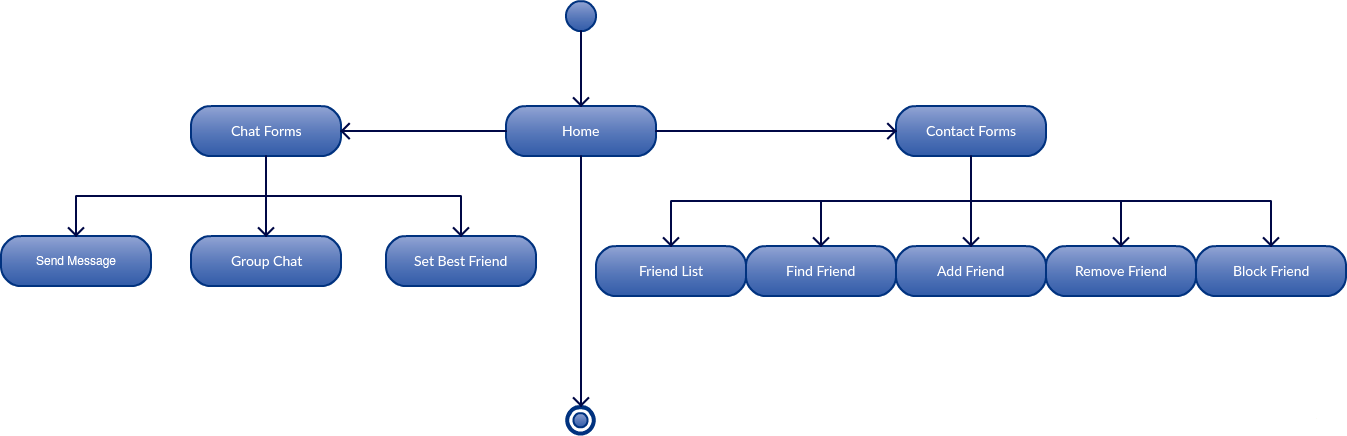 Chat Forms
Home
Contact Forms
Send Message
Group Chat
Set Best Friend
Friend List
Find Friend
Add Friend
Remove Friend
Block Friend